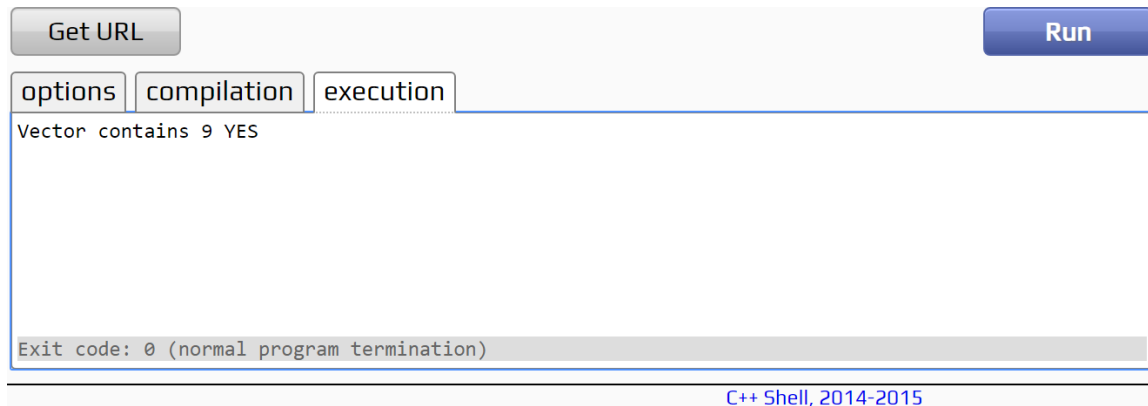 Get URL
Run
options
compilation
execution
Vector contains 9 YES
Exit code: 0 (normal program termination)
C++ Shell, 2014-2015